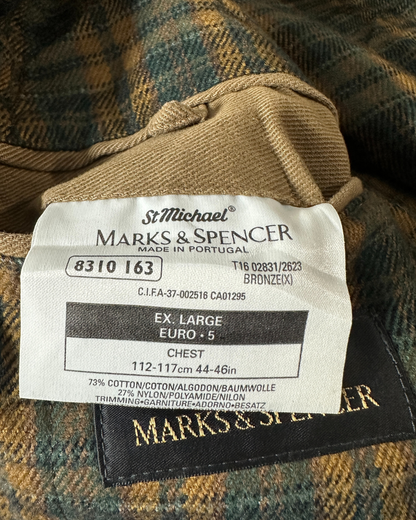 St Michael®
MARKS & SPENCER
MADE IN PORTUGAL
8310 163
T16 02831/2623
BRONZE(X)
C.I.F.A-37-002516 CA01295
EX. LARGE
EURO • 5
CHEST
112-117cm 44-46in
73% COTTON/COTON/ALGODON/BAUMWOLLE
27% NYLON/POLYAMIDE/NILON
TRIMMING•GARNITURE•ADORNO•BESATZ
MARKS & SPENCER